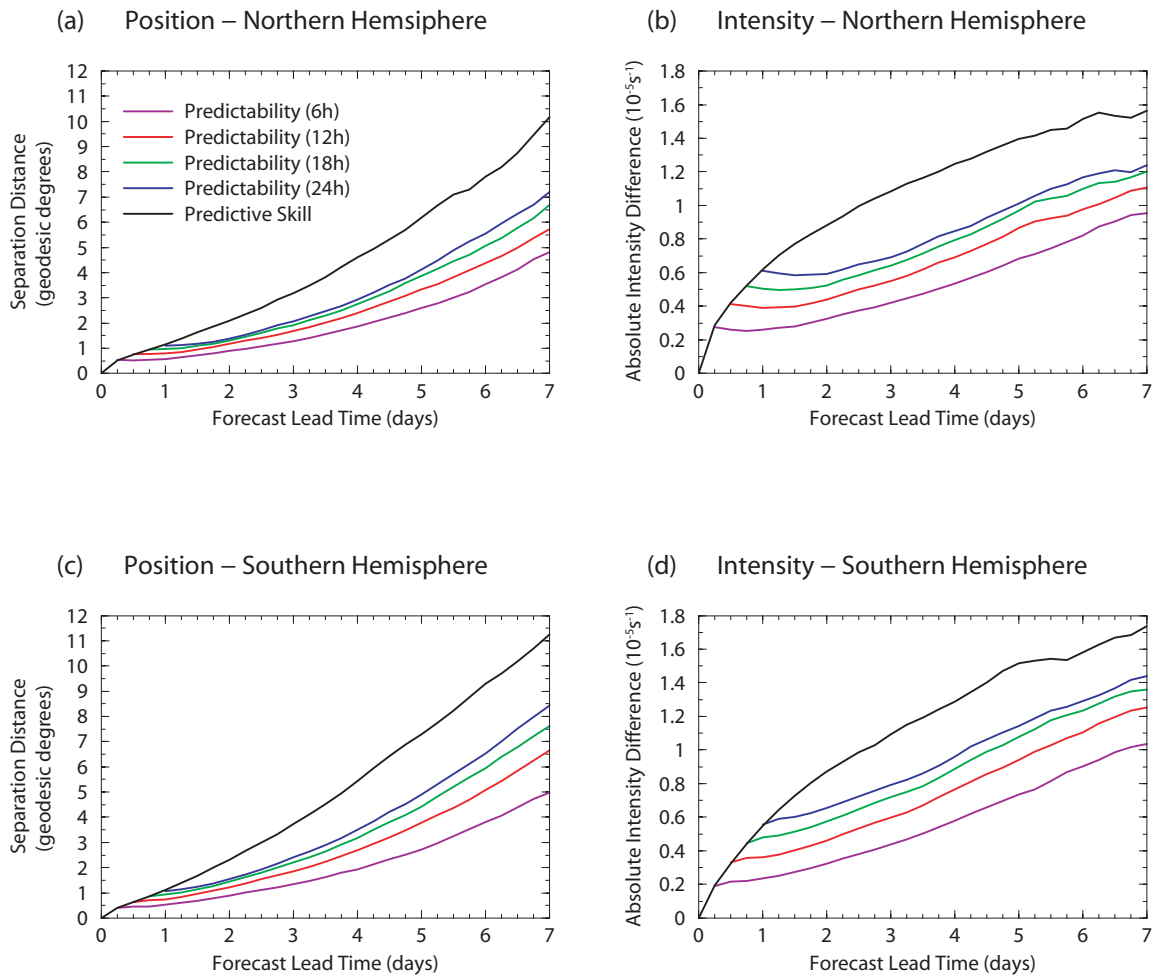 (a) Position – Northern Hemsiphere
12
11
10
9
8
7
6
5
4
3
2
1
0
Separation Distance
(geodesic degrees)
Predictability (6h)
Predictability (12h)
Predictability (18h)
Predictability (24h)
Predictive Skill
0 1 2 3 4 5 6 7
Forecast Lead Time (days)
(b) Intensity – Northern Hemisphere
1.8
1.6
1.4
1.2
1
0.8
0.6
0.4
0.2
0
Absolute Intensity Difference (10⁻⁵s⁻¹)
0 1 2 3 4 5 6 7
Forecast Lead Time (days)
(c) Position – Southern Hemisphere
12
11
10
9
8
7
6
5
4
3
2
1
0
Separation Distance
(geodesic degrees)
0 1 2 3 4 5 6 7
Forecast Lead Time (days)
(d) Intensity – Southern Hemisphere
1.8
1.6
1.4
1.2
1
0.8
0.6
0.4
0.2
0
Absolute Intensity Difference (10⁻⁵s⁻¹)
0 1 2 3 4 5 6 7
Forecast Lead Time (days)